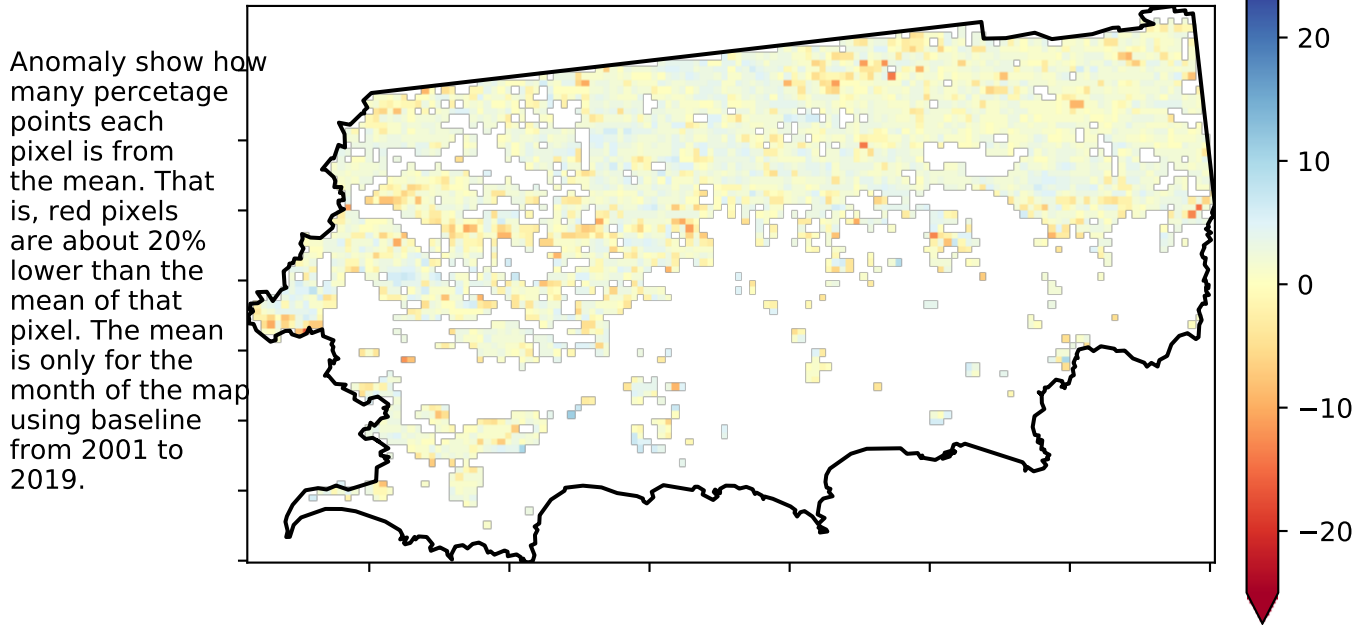 Anomaly show how
many percetage
points each
pixel is from
the mean. That
is, red pixels
are about 20%
lower than the
mean of that
pixel. The mean
is only for the
month of the map
using baseline
from 2001 to
2019.
20
10
0
−10
−20